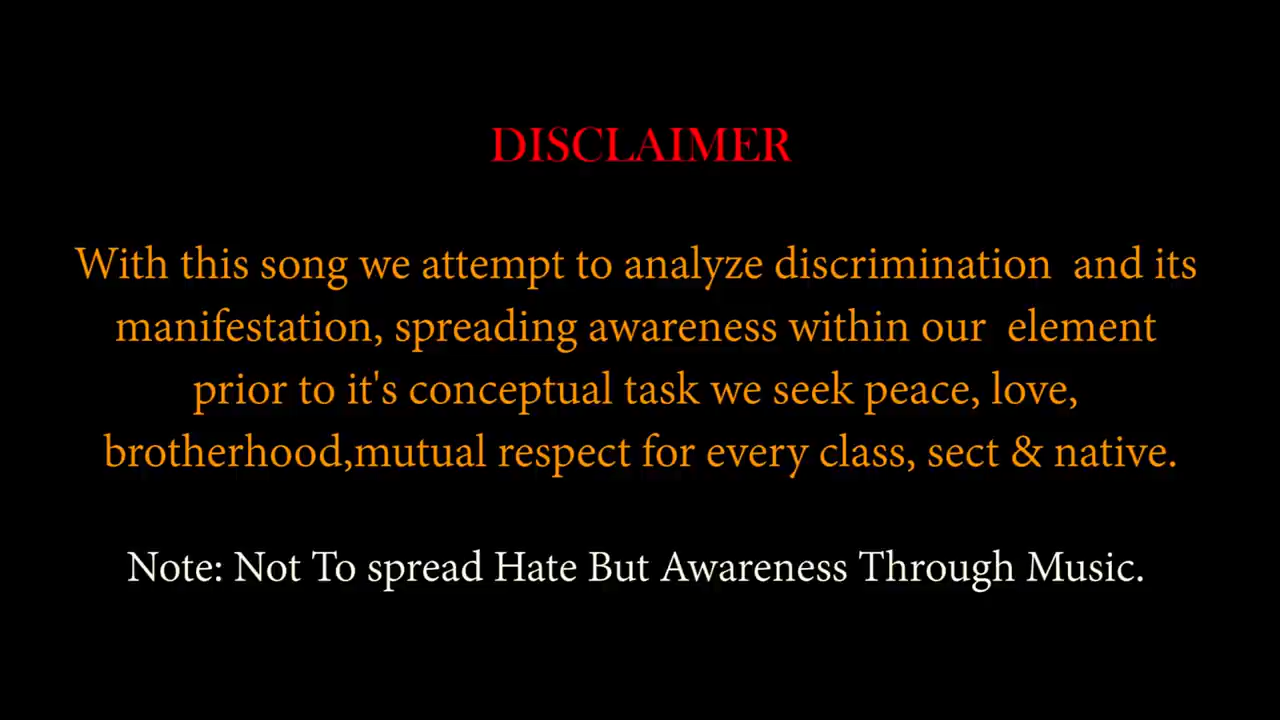 DISCLAIMER
With this song we attempt to analyze discrimination  and its
manifestation, spreading awareness within our  element
prior to it's conceptual task we seek peace, love,
brotherhood,mutual respect for every class, sect & native.
Note: Not To spread Hate But Awareness Through Music.